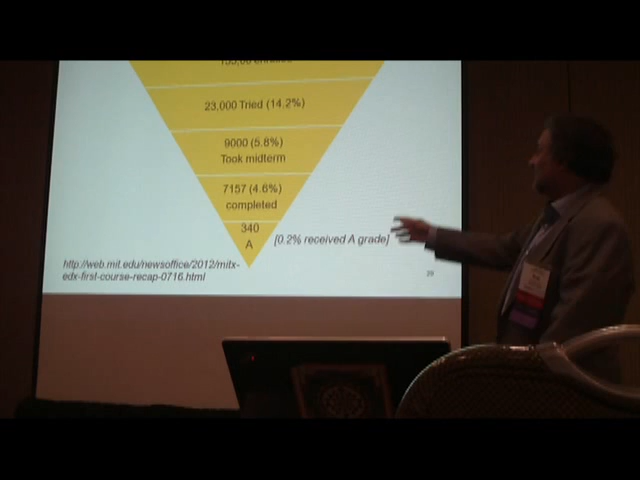 23,000 Tried (14.2%)
9000 (5.8%)
Took midterm
7157 (4.6%)
completed
340
A
[0.2% received A grade]
http://web.mit.edu/newsoffice/2012/mitx-
edx-first-course-recap-0716.html
29